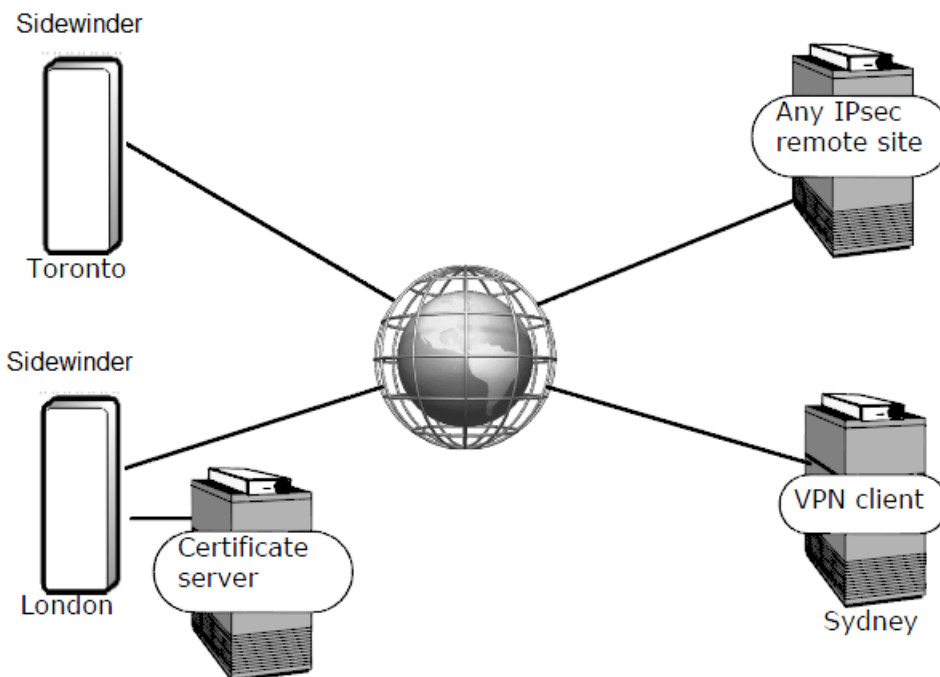 Sidewinder
Toronto
Any IPsec
remote site
Sidewinder
London
Certificate
server
VPN client
Sydney